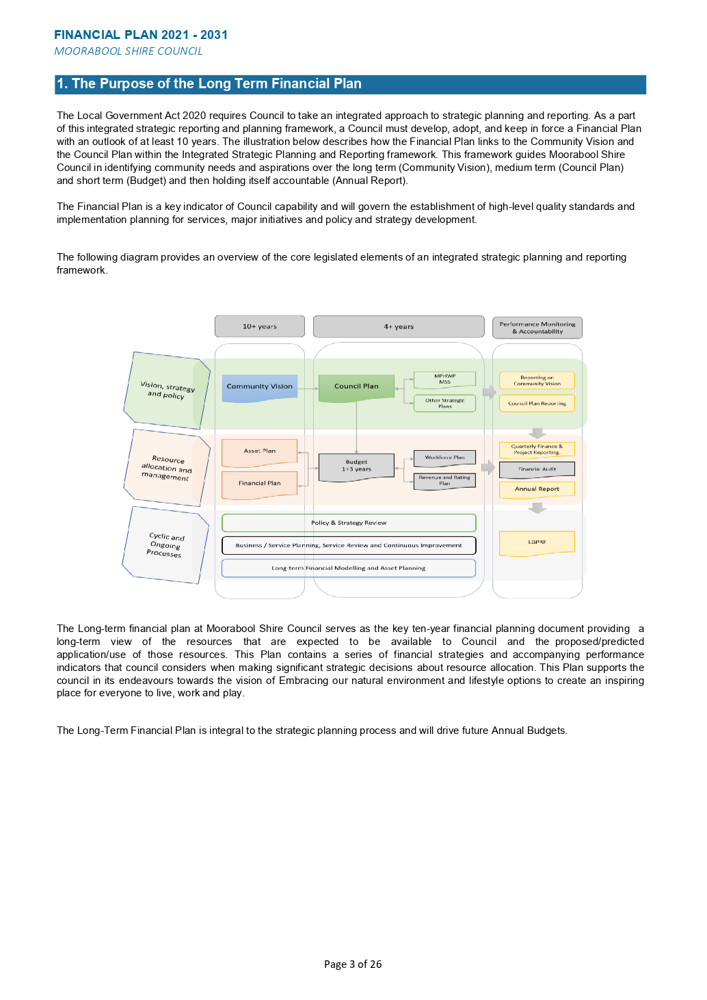 FINANCIAL PLAN 2021 - 2031
MOORABOOL SHIRE COUNCIL
1. The Purpose of the Long Term Financial Plan
The Local Government Act 2020 requires Council to take an integrated approach to strategic planning and reporting. As a part
of this integrated strategic reporting and planning framework, a Council must develop, adopt, and keep in force a Financial Plan
with an outlook of at least 10 years. The illustration below describes how the Financial Plan links to the Community Vision and
the Council Plan within the Integrated Strategic Planning and Reporting framework. This framework guides Moorabool Shire
Council in identifying community needs and aspirations over the long term (Community Vision), medium term (Council Plan)
and short term (Budget) and then holding itself accountable (Annual Report).
The Financial Plan is a key indicator of Council capability and will govern the establishment of high-level quality standards and
implementation planning for services, major initiatives and policy and strategy development.
The following diagram provides an overview of the core legislated elements of an integrated strategic planning and reporting
framework.
10+ years
4+ years
Performance Monitoring
& Accountability
Vision, strategy
and policy
Community Vision
Council Plan
MPHWP
MSS
Other Strategic
Plans
Reporting on
Community Vision
Council Plan Reporting
Resource
allocation and
management
Asset Plan
Financial Plan
Budget
1+3 years
Workforce Plan
Revenue and Rating
Plan
Quarterly Finance &
Project Reporting.
Financial Audit
Annual Report
Cyclic and
Ongoing
Processes
Policy & Strategy Review
Business / Service Planning, Service Review and Continuous Improvement
Long-term Financial Modelling and Asset Planning
LGPRF
The Long-term financial plan at Moorabool Shire Council serves as the key ten-year financial planning document providing a
long-term view of the resources that are expected to be available to Council and the proposed/predicted
application/use of those resources. This Plan contains a series of financial strategies and accompanying performance
indicators that council considers when making significant strategic decisions about resource allocation. This Plan supports the
council in its endeavours towards the vision of Embracing our natural environment and lifestyle options to create an inspiring
place for everyone to live, work and play.
The Long-Term Financial Plan is integral to the strategic planning process and will drive future Annual Budgets.
Page 3 of 26